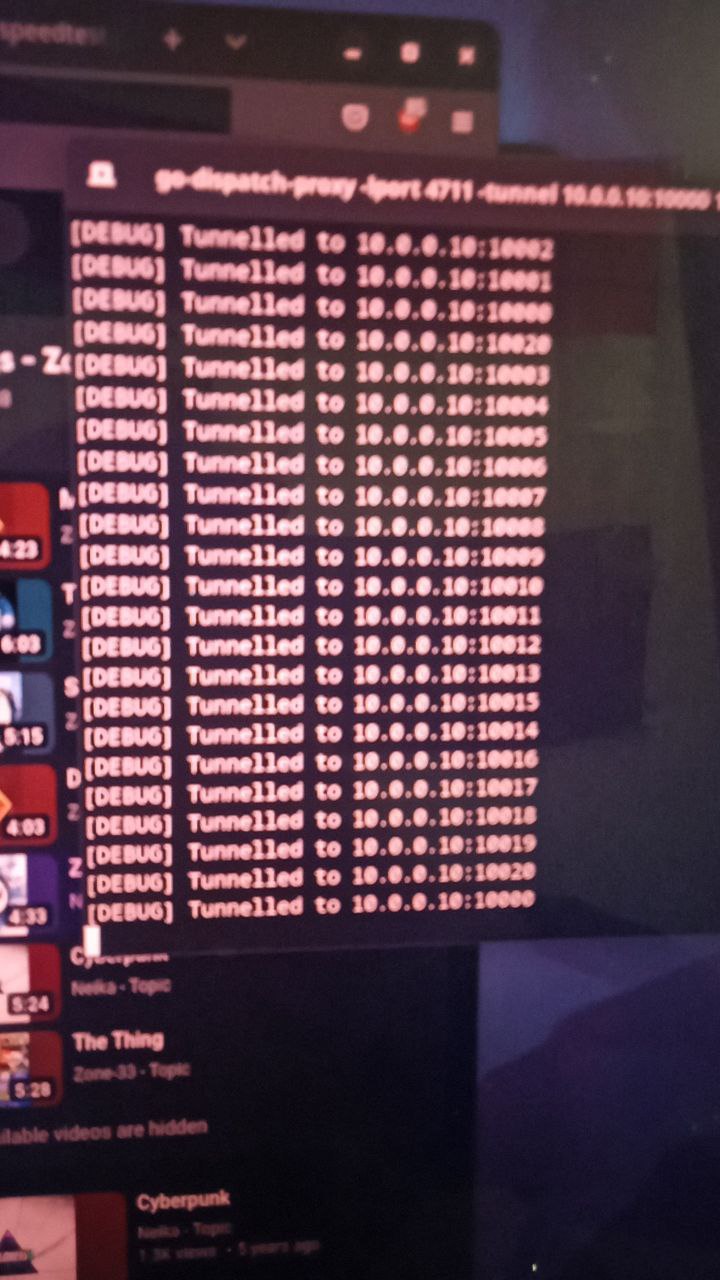 speedtes
go-dispatch-proxy -lport 4711 -tunnel 10.0.0.10:10000 1
[DEBUG] Tunnelled to 10.0.0.10:10002
[DEBUG] Tunnelled to 10.0.0.10:10001
[DEBUG] Tunnelled to 10.0.0.10:10000
[DEBUG] Tunnelled to 10.0.0.10:10020
[DEBUG] Tunnelled to 10.0.0.10:10003
[DEBUG] Tunnelled to 10.0.0.10:10004
[DEBUG] Tunnelled to 10.0.0.10:10005
[DEBUG] Tunnelled to 10.0.0.10:10006
[DEBUG] Tunnelled to 10.0.0.10:10007
[DEBUG] Tunnelled to 10.0.0.10:10008
[DEBUG] Tunnelled to 10.0.0.10:10009
[DEBUG] Tunnelled to 10.0.0.10:10010
[DEBUG] Tunnelled to 10.0.0.10:10011
[DEBUG] Tunnelled to 10.0.0.10:10012
[DEBUG] Tunnelled to 10.0.0.10:10013
[DEBUG] Tunnelled to 10.0.0.10:10015
[DEBUG] Tunnelled to 10.0.0.10:10014
[DEBUG] Tunnelled to 10.0.0.10:10016
[DEBUG] Tunnelled to 10.0.0.10:10017
[DEBUG] Tunnelled to 10.0.0.10:10018
[DEBUG] Tunnelled to 10.0.0.10:10019
[DEBUG] Tunnelled to 10.0.0.10:10020
[DEBUG] Tunnelled to 10.0.0.10:10000
s - Zo
4:23
6:03
5:15
4:03
4:33
Cyberpunk
Neika - Topic
5:24
The Thing
Zone-33 - Topic
5:28
ilable videos are hidden
Cyberpunk
Neika - Topic
1.3K views · 5 years ago